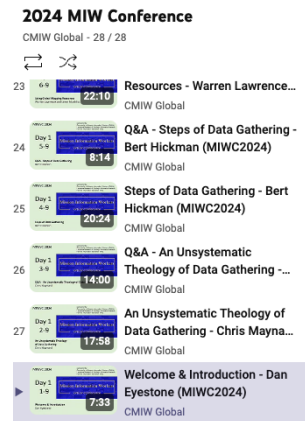 2024 MIW Conference
CMIW Global - 28 / 28
23
6-9
22:10
Resources - Warren Lawrence...
CMIW Global
24
Day 1
5-9
8:14
Q&A - Steps of Data Gathering -
Bert Hickman (MIWC2024)
CMIW Global
25
Day 1
4-9
20:24
Steps of Data Gathering - Bert
Hickman (MIWC2024)
CMIW Global
26
Day 1
3-9
14:00
Q&A - An Unsystematic
Theology of Data Gathering -...
CMIW Global
27
Day 1
2-9
17:58
An Unsystematic Theology of
Data Gathering - Chris Mayna...
CMIW Global
Day 1
1-9
7:33
Welcome & Introduction - Dan
Eyestone (MIWC2024)
CMIW Global